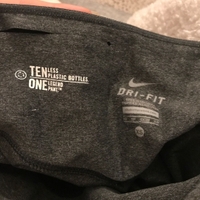 TEN LESS
PLASTIC BOTTLES
ONE LEGEND
PANT
DRI-FIT